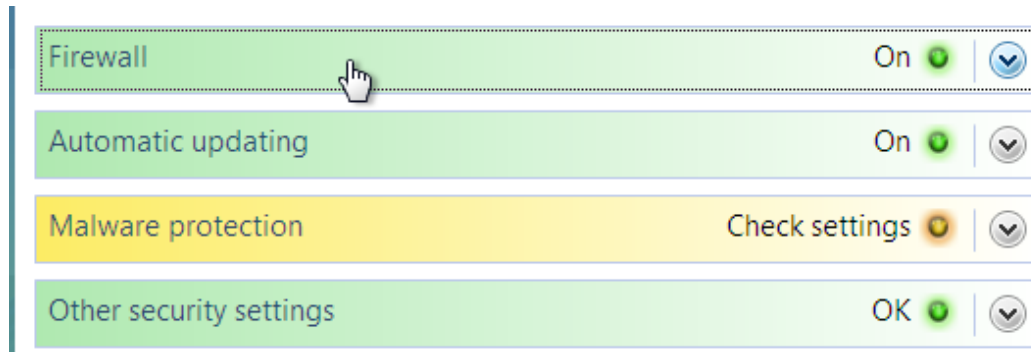 Firewall On
Automatic updating On
Malware protection Check settings
Other security settings OK